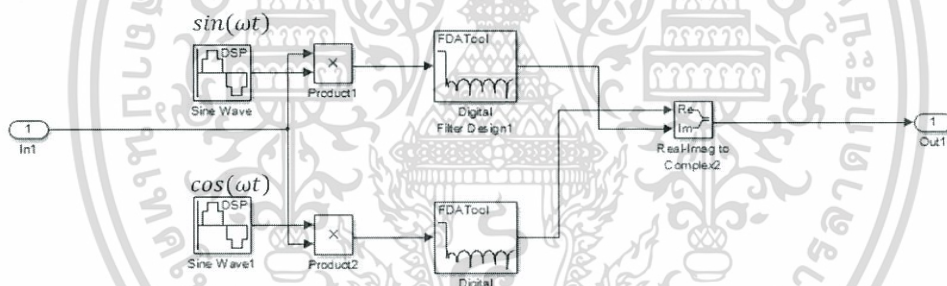 sin(ωt)
DSP
Sine Wave
×
Product1
FDATool
Digital
Filter Design1
1
In1
Re
Im
Real-Imag to
Complex2
1
Out1
cos(ωt)
DSP
Sine Wave1
×
Product2
FDATool
Digital